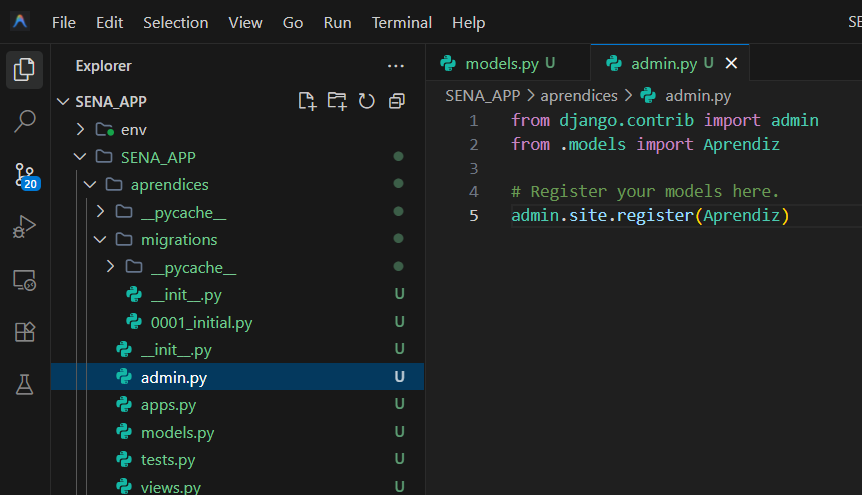 File Edit Selection View Go Run Terminal Help SE
Explorer ...
SENA_APP
env
SENA_APP
aprendices
__pycache__
migrations
__pycache__
__init__.py U
0001_initial.py U
__init__.py U
admin.py U
apps.py U
models.py U
tests.py U
views.py U
20
models.py U admin.py U
SENA_APP > aprendices > admin.py
1 from django.contrib import admin
2 from .models import Aprendiz
3
4 # Register your models here.
5 admin.site.register(Aprendiz)